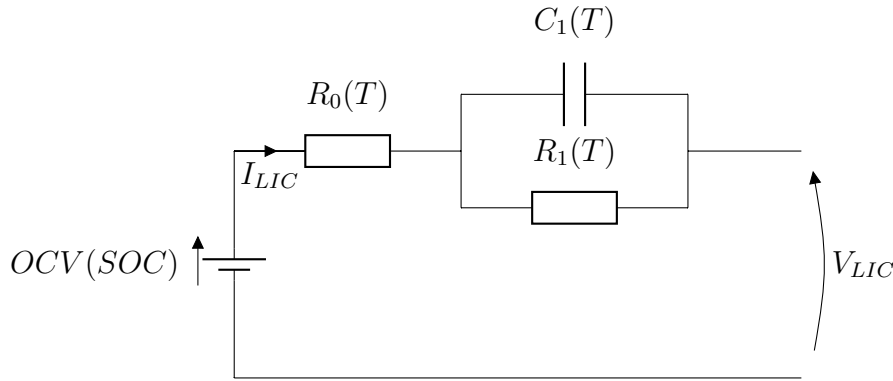 C_1(T)
R_0(T)
R_1(T)
I_{LIC}
OCV(SOC)
V_{LIC}